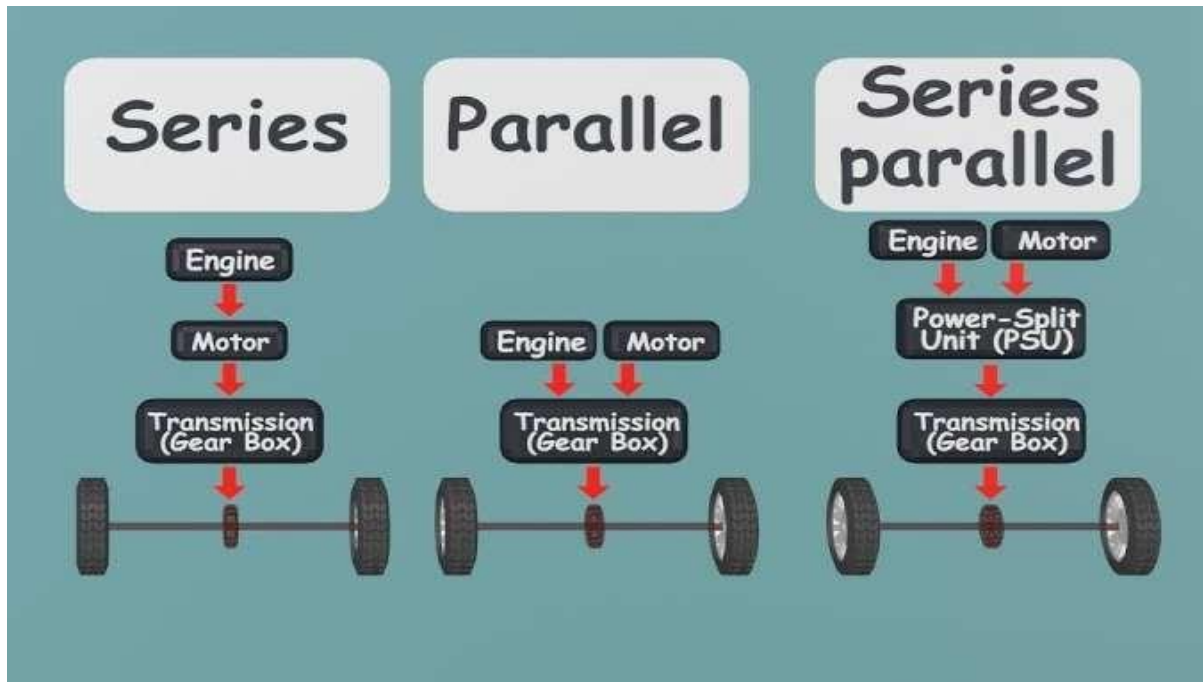 Series
Engine
Motor
Transmission
(Gear Box)
Parallel
Engine
Motor
Transmission
(Gear Box)
Series
parallel
Engine
Motor
Power-Split
Unit (PSU)
Transmission
(Gear Box)